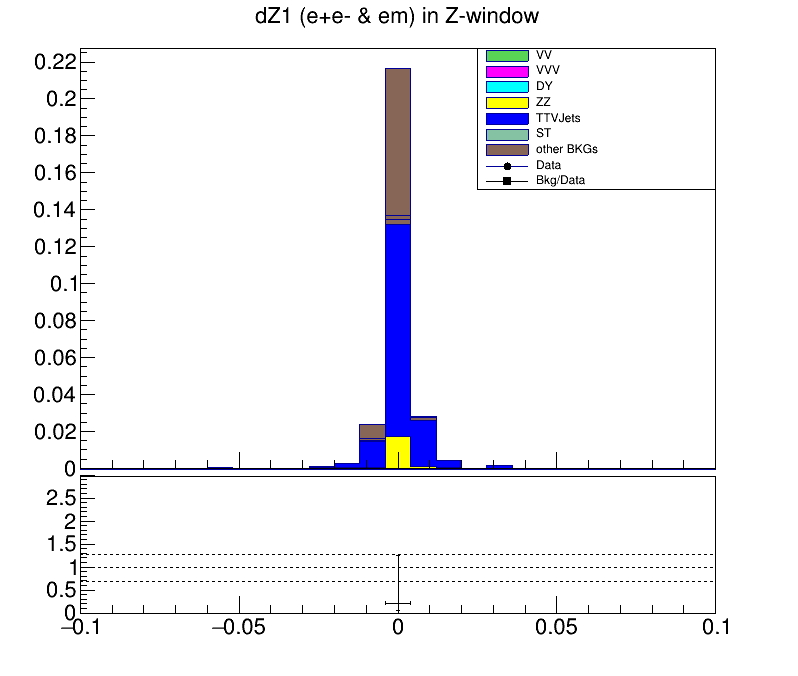 dZ1 (e+e- & em) in Z-window
0.22
0.2
0.18
0.16
0.14
0.12
0.1
0.08
0.06
0.04
0.02
0
VV
VVV
DY
ZZ
TTVJets
ST
other BKGs
Data
Bkg/Data
2.5
2
1.5
1
0.5
0
−0.1
−0.05
0
0.05
0.1